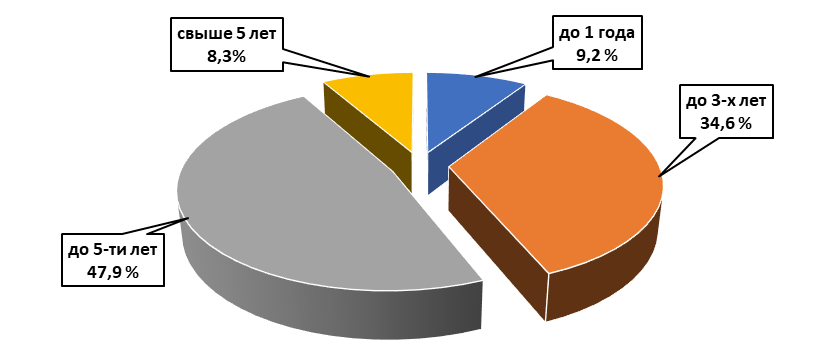 свыше 5 лет
8,3%
до 1 года
9,2 %
до 3-х лет
34,6 %
до 5-ти лет
47,9 %